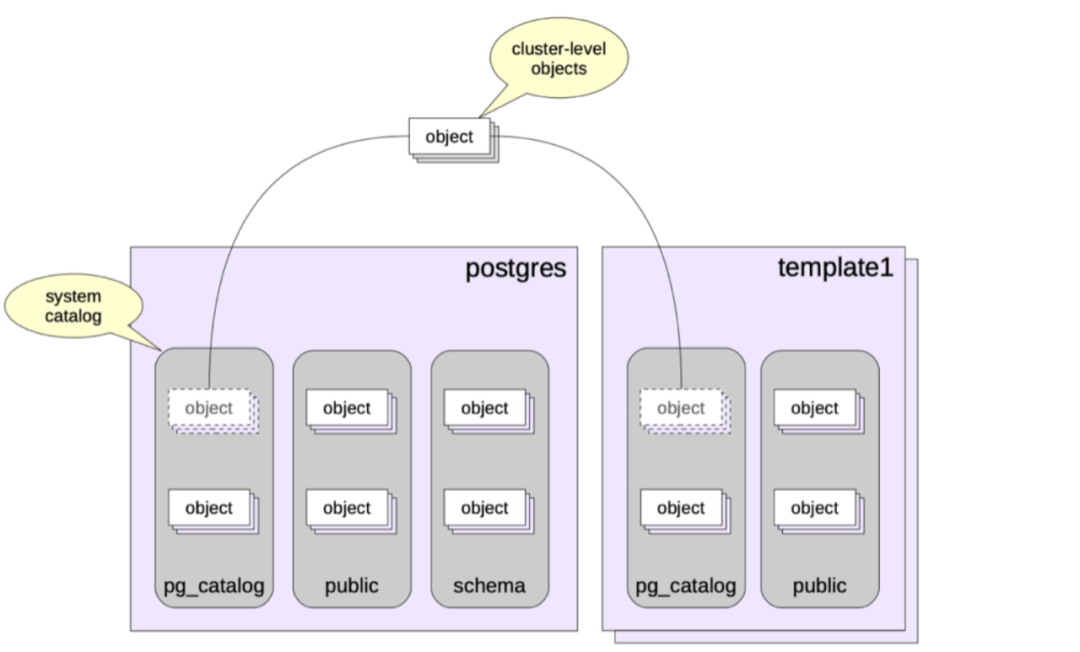 cluster-level
objects
object
postgres
template1
system
catalog
object
object
object
object
object
object
object
object
object
object
pg_catalog
public
schema
pg_catalog
public